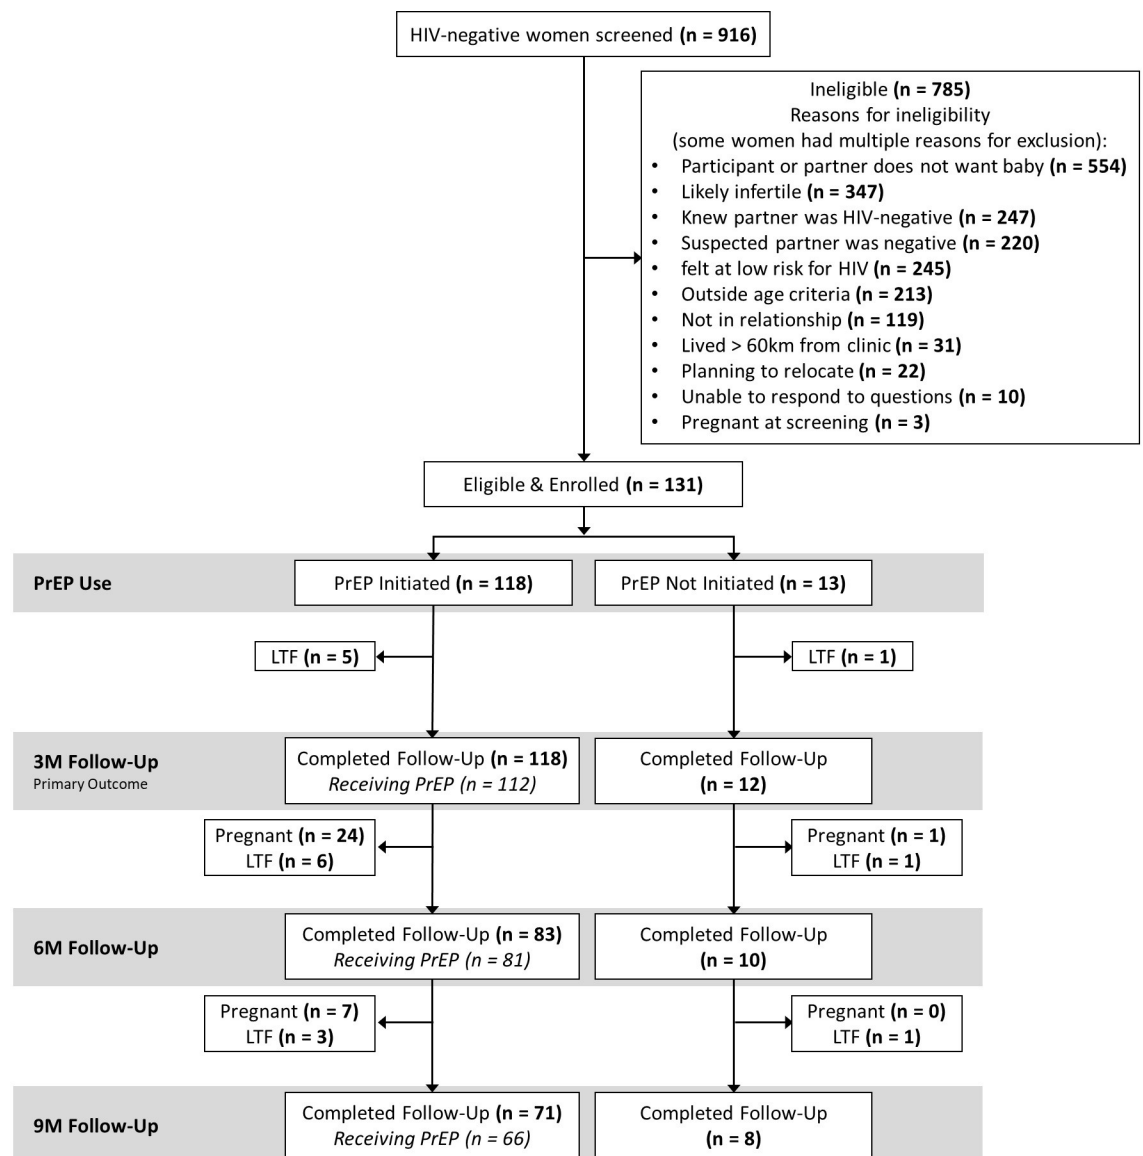 HIV-negative women screened (n = 916)
Ineligible (n = 785)
Reasons for ineligibility
(some women had multiple reasons for exclusion):
• Participant or partner does not want baby (n = 554)
• Likely infertile (n = 347)
• Knew partner was HIV-negative (n = 247)
• Suspected partner was negative (n = 220)
• felt at low risk for HIV (n = 245)
• Outside age criteria (n = 213)
• Not in relationship (n = 119)
• Lived > 60km from clinic (n = 31)
• Planning to relocate (n = 22)
• Unable to respond to questions (n = 10)
• Pregnant at screening (n = 3)
Eligible & Enrolled (n = 131)
PrEP Use
PrEP Initiated (n = 118)
PrEP Not Initiated (n = 13)
LTF (n = 5)
LTF (n = 1)
3M Follow-Up
Primary Outcome
Completed Follow-Up (n = 118)
Receiving PrEP (n = 112)
Completed Follow-Up
(n = 12)
Pregnant (n = 24)
LTF (n = 6)
Pregnant (n = 1)
LTF (n = 1)
6M Follow-Up
Completed Follow-Up (n = 83)
Receiving PrEP (n = 81)
Completed Follow-Up
(n = 10)
Pregnant (n = 7)
LTF (n = 3)
Pregnant (n = 0)
LTF (n = 1)
9M Follow-Up
Completed Follow-Up (n = 71)
Receiving PrEP (n = 66)
Completed Follow-Up
(n = 8)